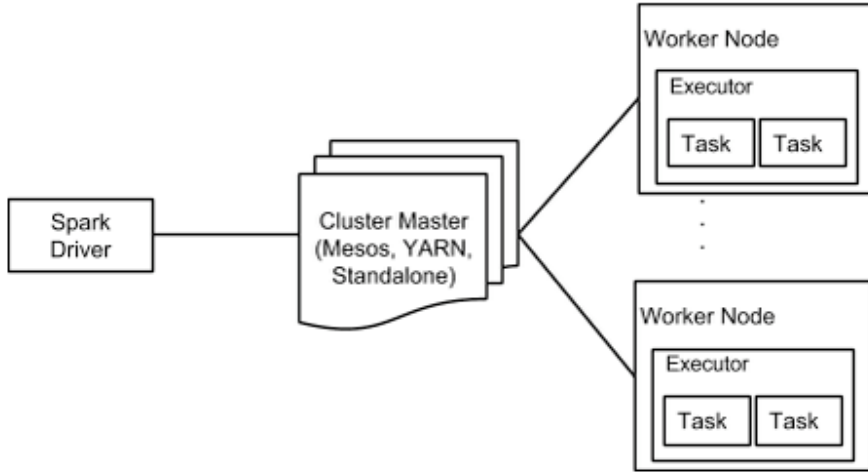 Spark
Driver
Cluster Master
(Mesos, YARN,
Standalone)
Worker Node
Executor
Task Task
Worker Node
Executor
Task Task